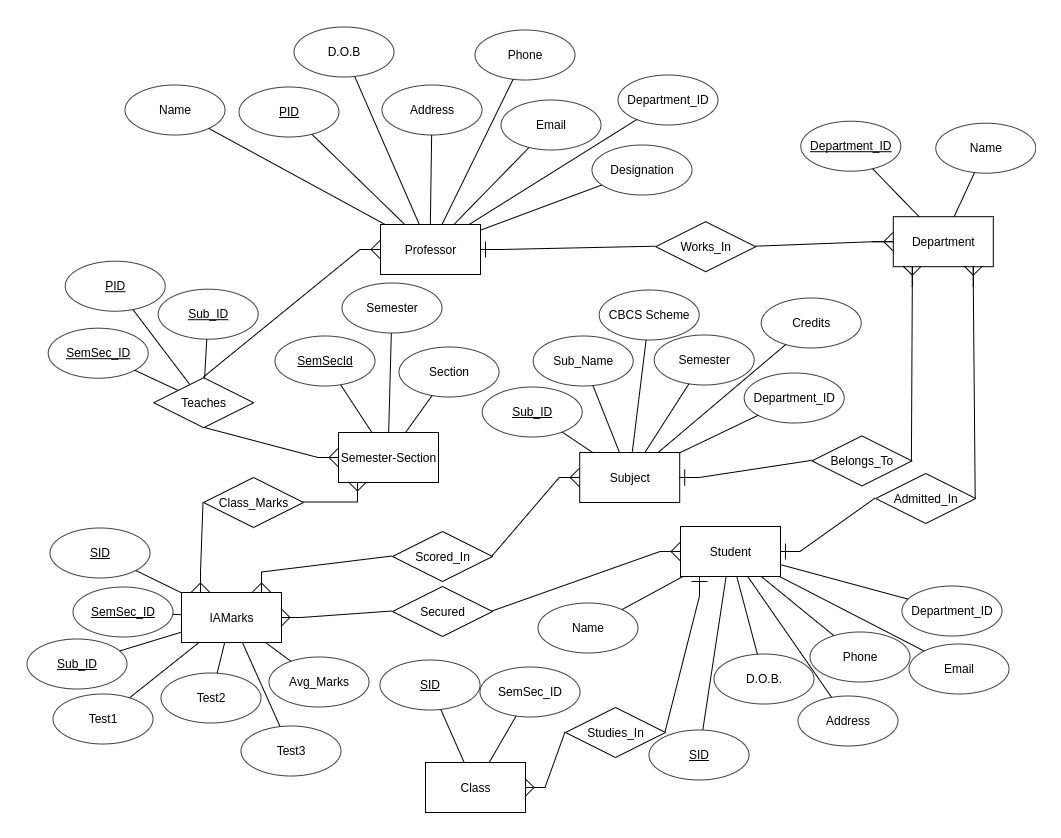 D.O.B
Phone
Name
PID
Address
Department_ID
Email
Designation
Department_ID
Name
Professor
Works_In
Department
PID
Sub_ID
SemSec_ID
Teaches
Semester
SemSecId
Section
Semester-Section
CBCS Scheme
Credits
Sub_Name
Semester
Sub_ID
Department_ID
Subject
Belongs_To
Admitted_In
Class_Marks
Scored_In
Student
SID
SemSec_ID
IAMarks
Secured
Sub_ID
Test1
Test2
Avg_Marks
Test3
Name
Department_ID
Phone
Email
D.O.B.
Address
SID
SID
SemSec_ID
Studies_In
Class